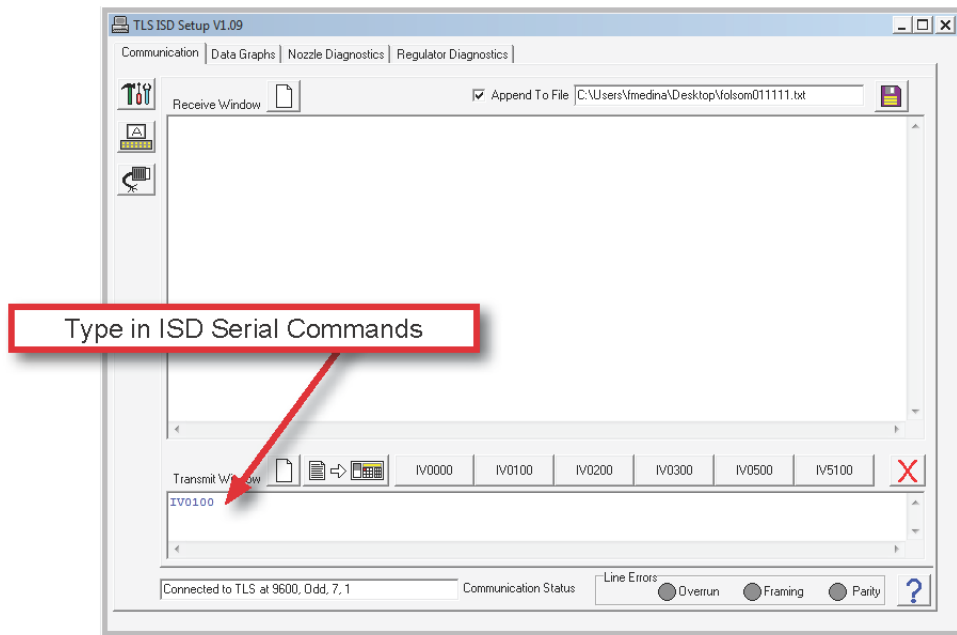 TLS ISD Setup V1.09
Communication Data Graphs Nozzle Diagnostics Regulator Diagnostics
Receive Window
Append To File C:\Users\fmedina\Desktop\folsom011111.txt
A
Type in ISD Serial Commands
Transmit Window IV0000 IV0100 IV0200 IV0300 IV0500 IV5100 X
IV0100
Connected to TLS at 9600, Odd, 7, 1 Communication Status
Line Errors
Overrun Framing Parity ?